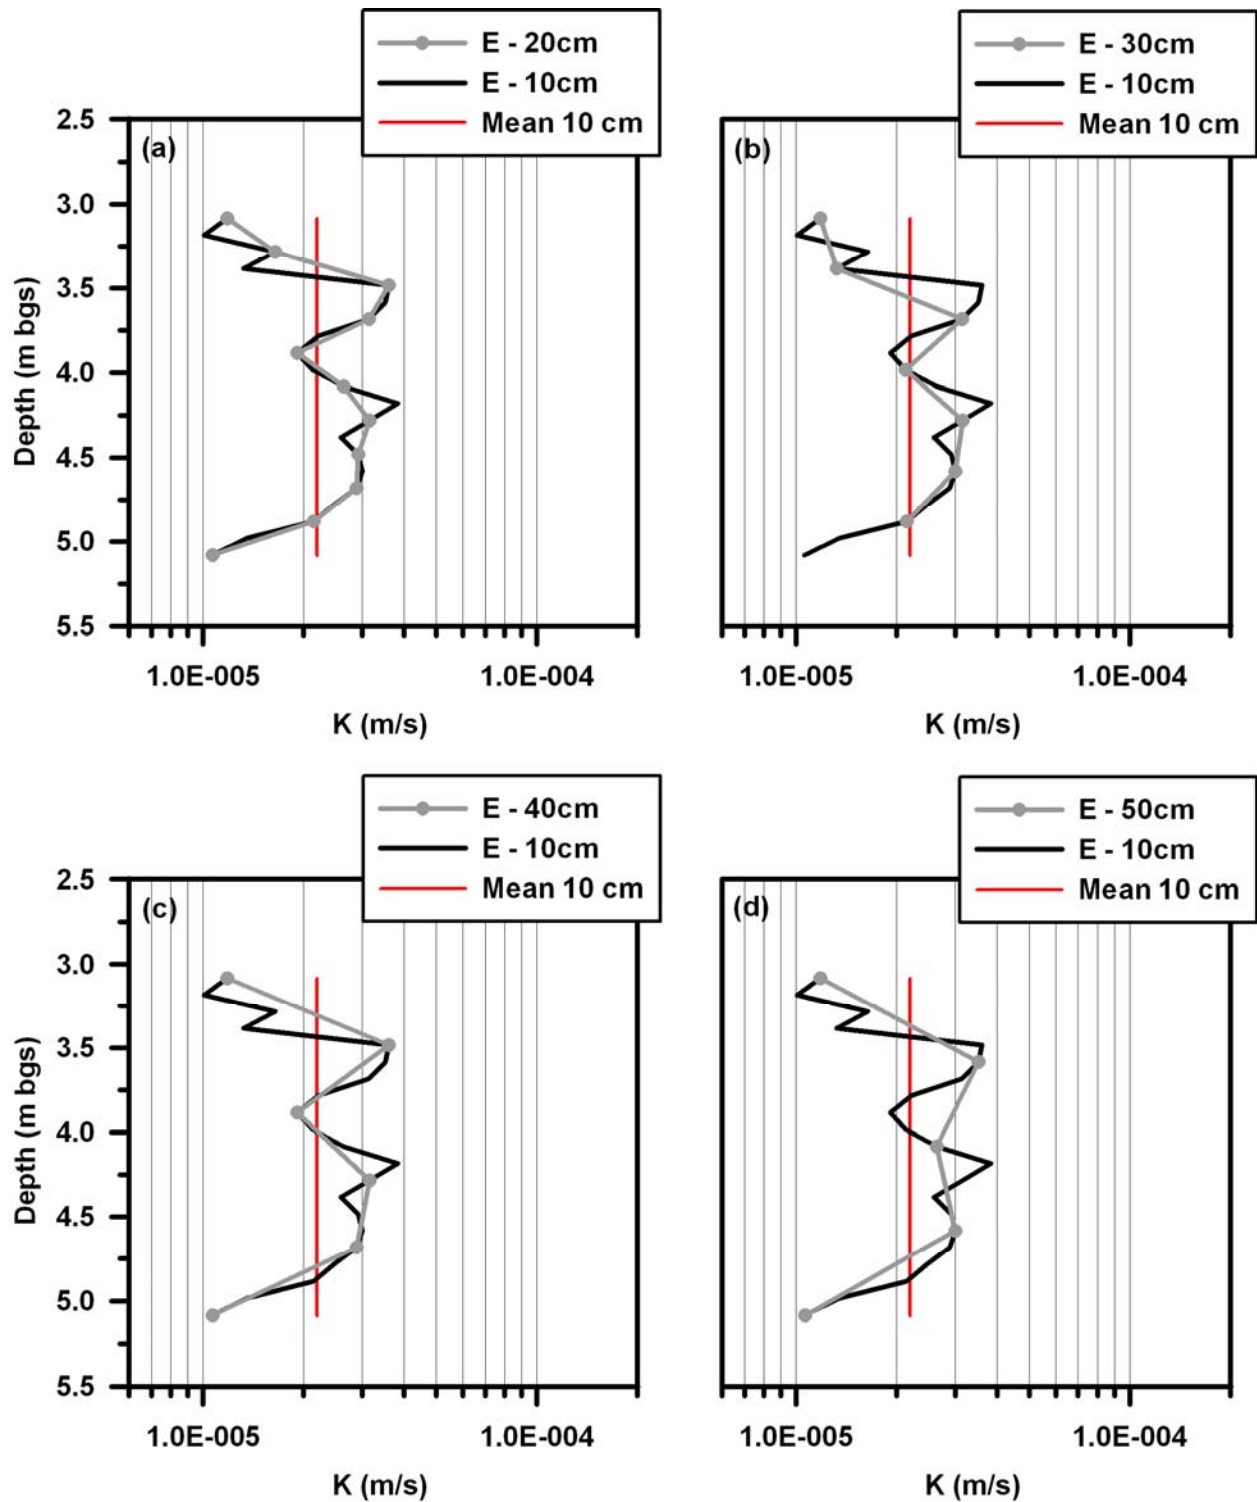 E - 20cm
E - 10cm
Mean 10 cm
(a)
2.5
3.0
3.5
4.0
4.5
5.0
5.5
Depth (m bgs)
1.0E-005
1.0E-004
K (m/s)
E - 30cm
E - 10cm
Mean 10 cm
(b)
1.0E-005
1.0E-004
K (m/s)
E - 40cm
E - 10cm
Mean 10 cm
(c)
2.5
3.0
3.5
4.0
4.5
5.0
5.5
Depth (m bgs)
1.0E-005
1.0E-004
K (m/s)
E - 50cm
E - 10cm
Mean 10 cm
(d)
1.0E-005
1.0E-004
K (m/s)